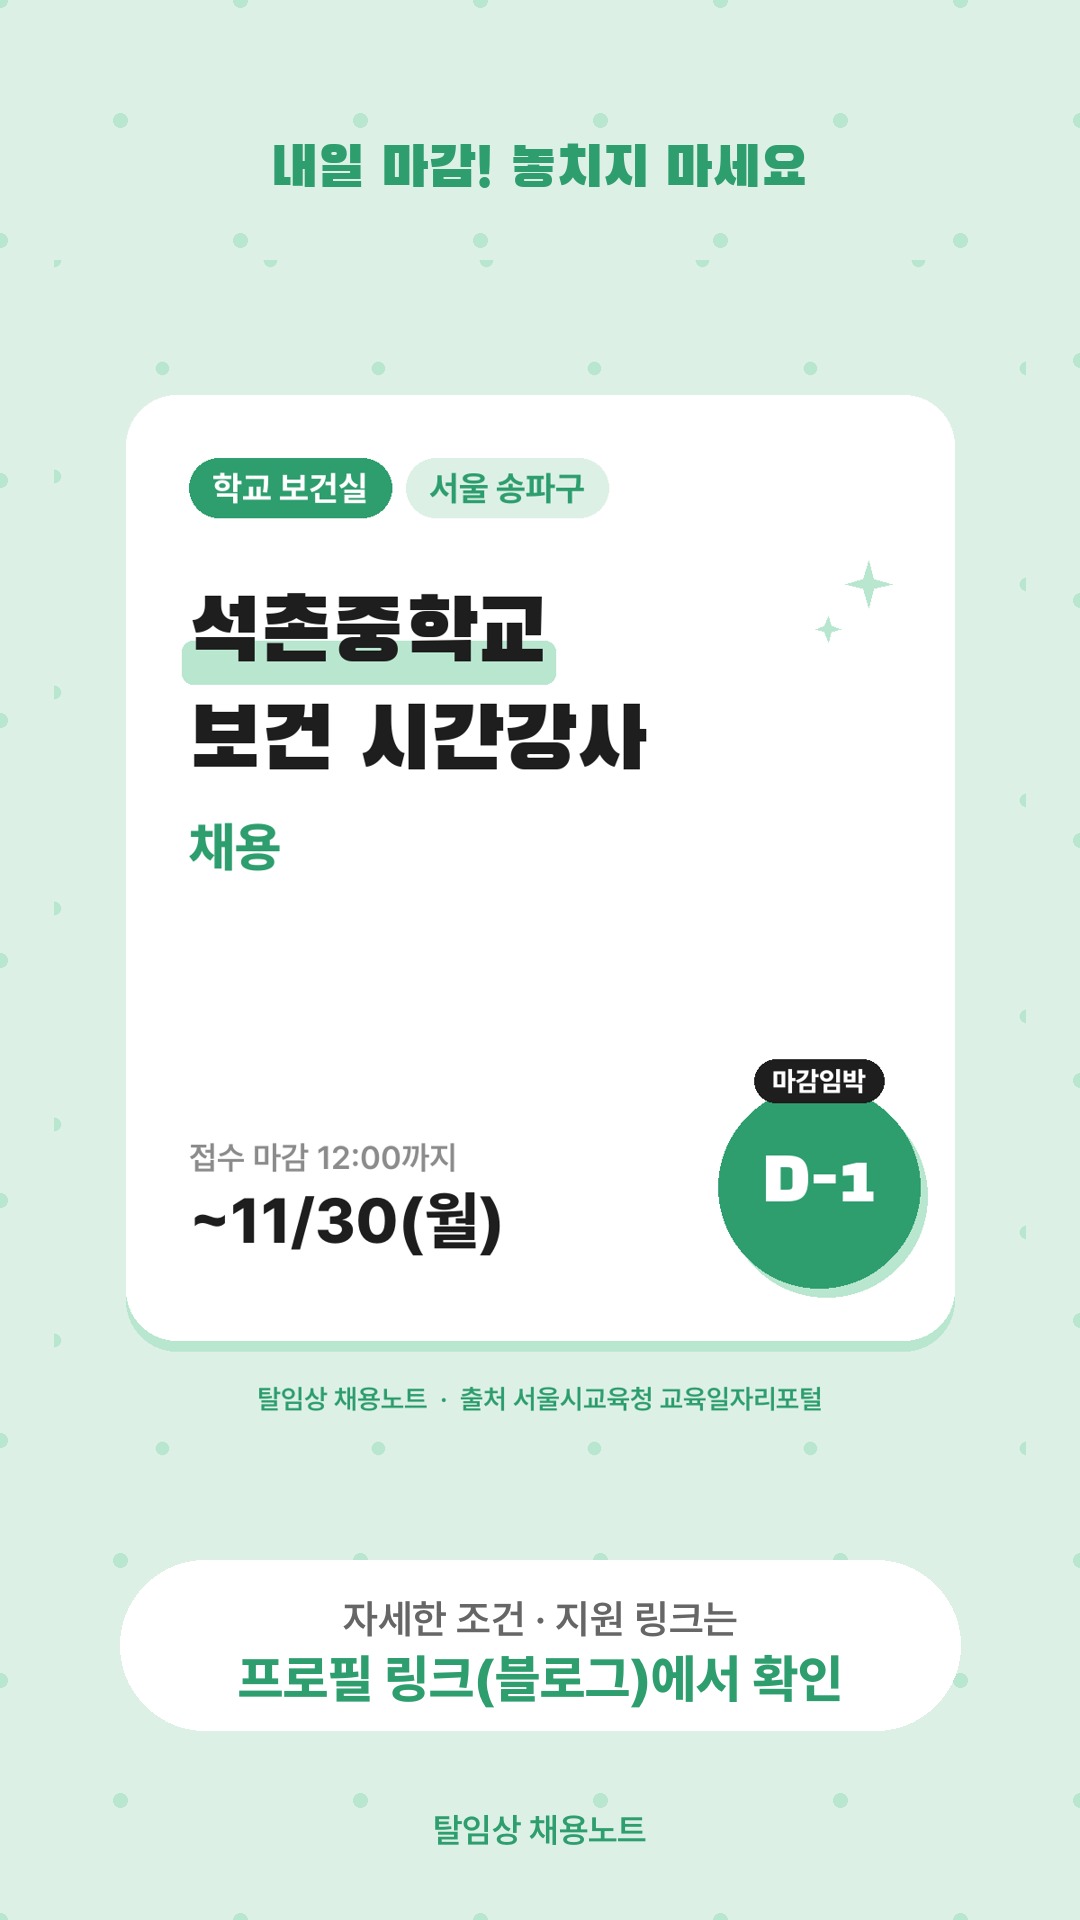 내일 마감! 놓치지 마세요
학교 보건실
서울 송파구
석촌중학교
보건 시간강사
채용
마감임박
D-1
접수 마감 12:00까지
~11/30(월)
탈임상 채용노트 · 출처 서울시교육청 교육일자리포털
자세한 조건 · 지원 링크는
프로필 링크(블로그)에서 확인
탈임상 채용노트